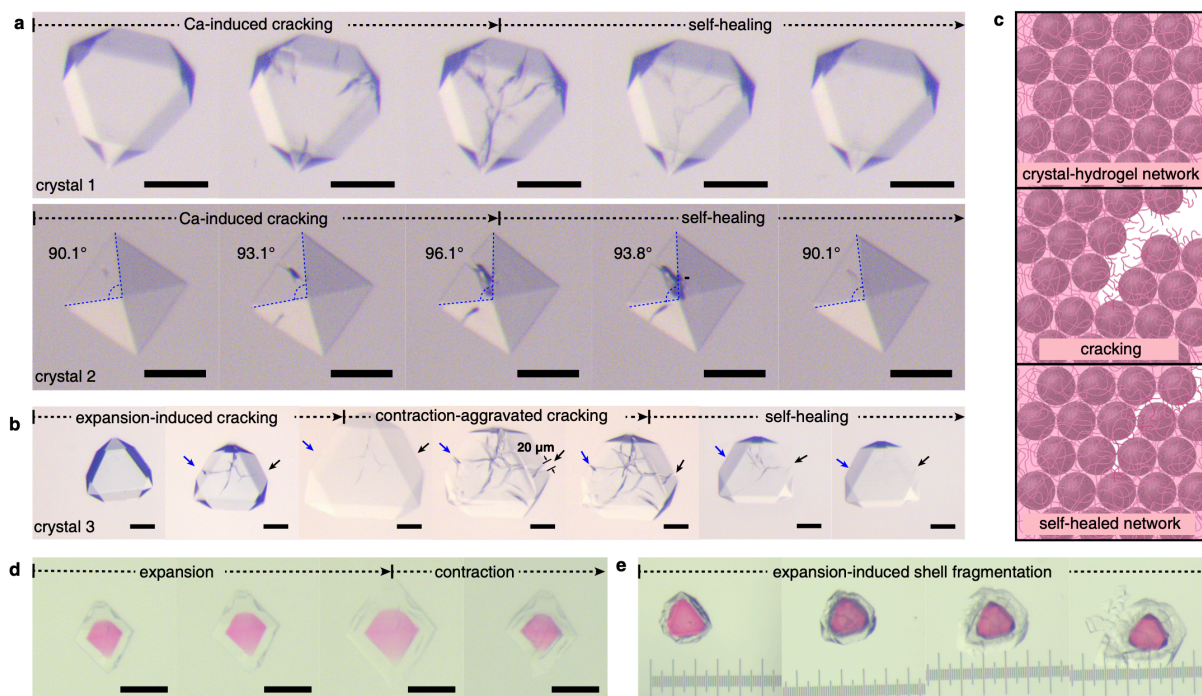 a
Ca-induced cracking
self-healing
crystal 1
Ca-induced cracking
self-healing
90.1°
93.1°
96.1°
93.8°
90.1°
crystal 2
b
expansion-induced cracking
contraction-aggravated cracking
self-healing
20 µm
crystal 3
c
crystal-hydrogel network
cracking
self-healed network
d
expansion
contraction
e
expansion-induced shell fragmentation